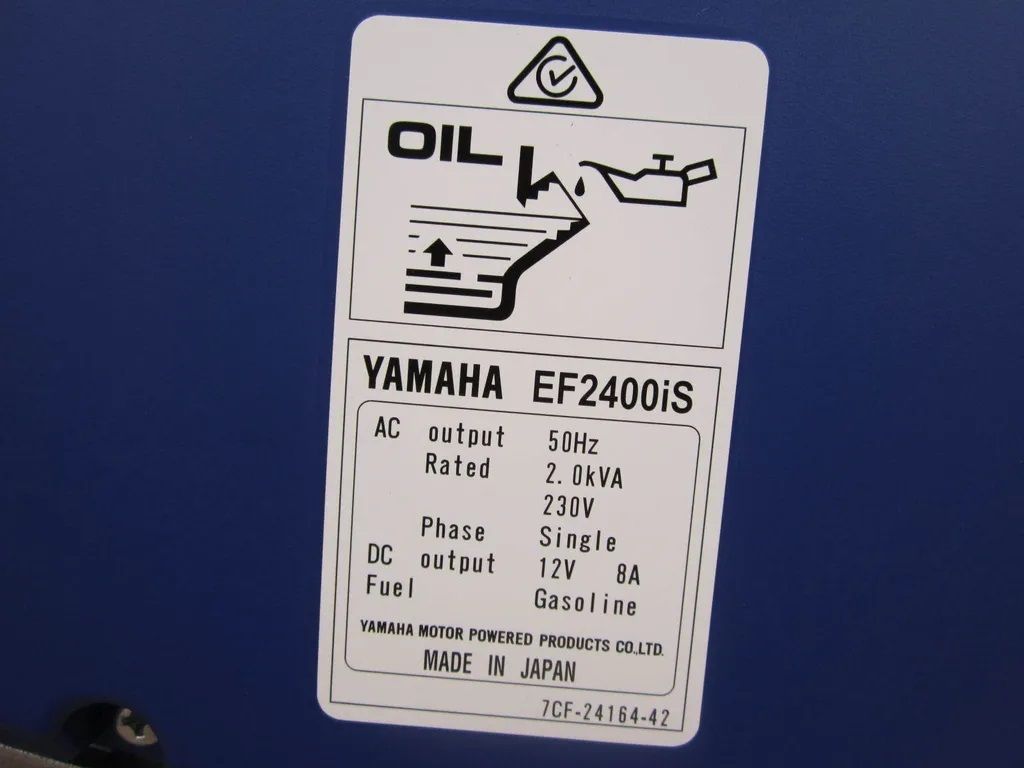 OIL
YAMAHA EF2400iS
AC output 50Hz
Rated 2.0kVA
230V
Phase Single
DC output 12V 8A
Fuel Gasoline
YAMAHA MOTOR POWERED PRODUCTS CO.,LTD.
MADE IN JAPAN
7CF-24164-42